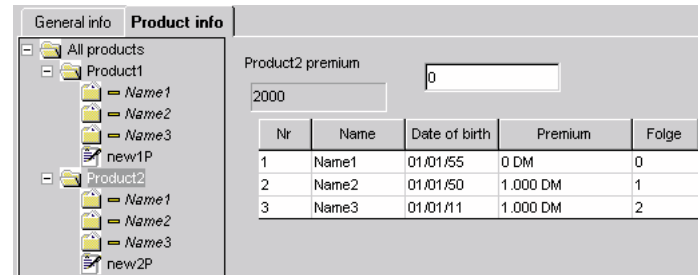 General info Product info
All products
Product1
Name1
Name2
Name3
new1P
Product2
Name1
Name2
Name3
new2P
Product2 premium
0
2000
Nr Name Date of birth Premium Folge
1 Name1 01/01/55 0 DM 0
2 Name2 01/01/50 1.000 DM 1
3 Name3 01/01/11 1.000 DM 2